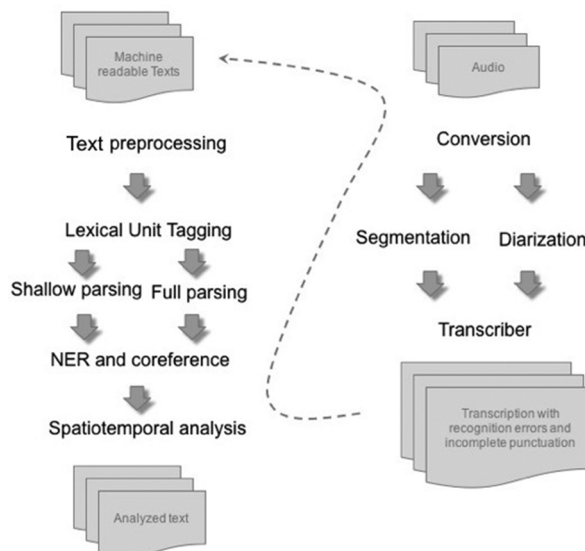 Machine
readable Texts
Text preprocessing
Lexical Unit Tagging
Shallow parsing
Full parsing
NER and coreference
Spatiotemporal analysis
Analyzed text
Audio
Conversion
Segmentation
Diarization
Transcriber
Transcription with
recognition errors and
incomplete punctuation